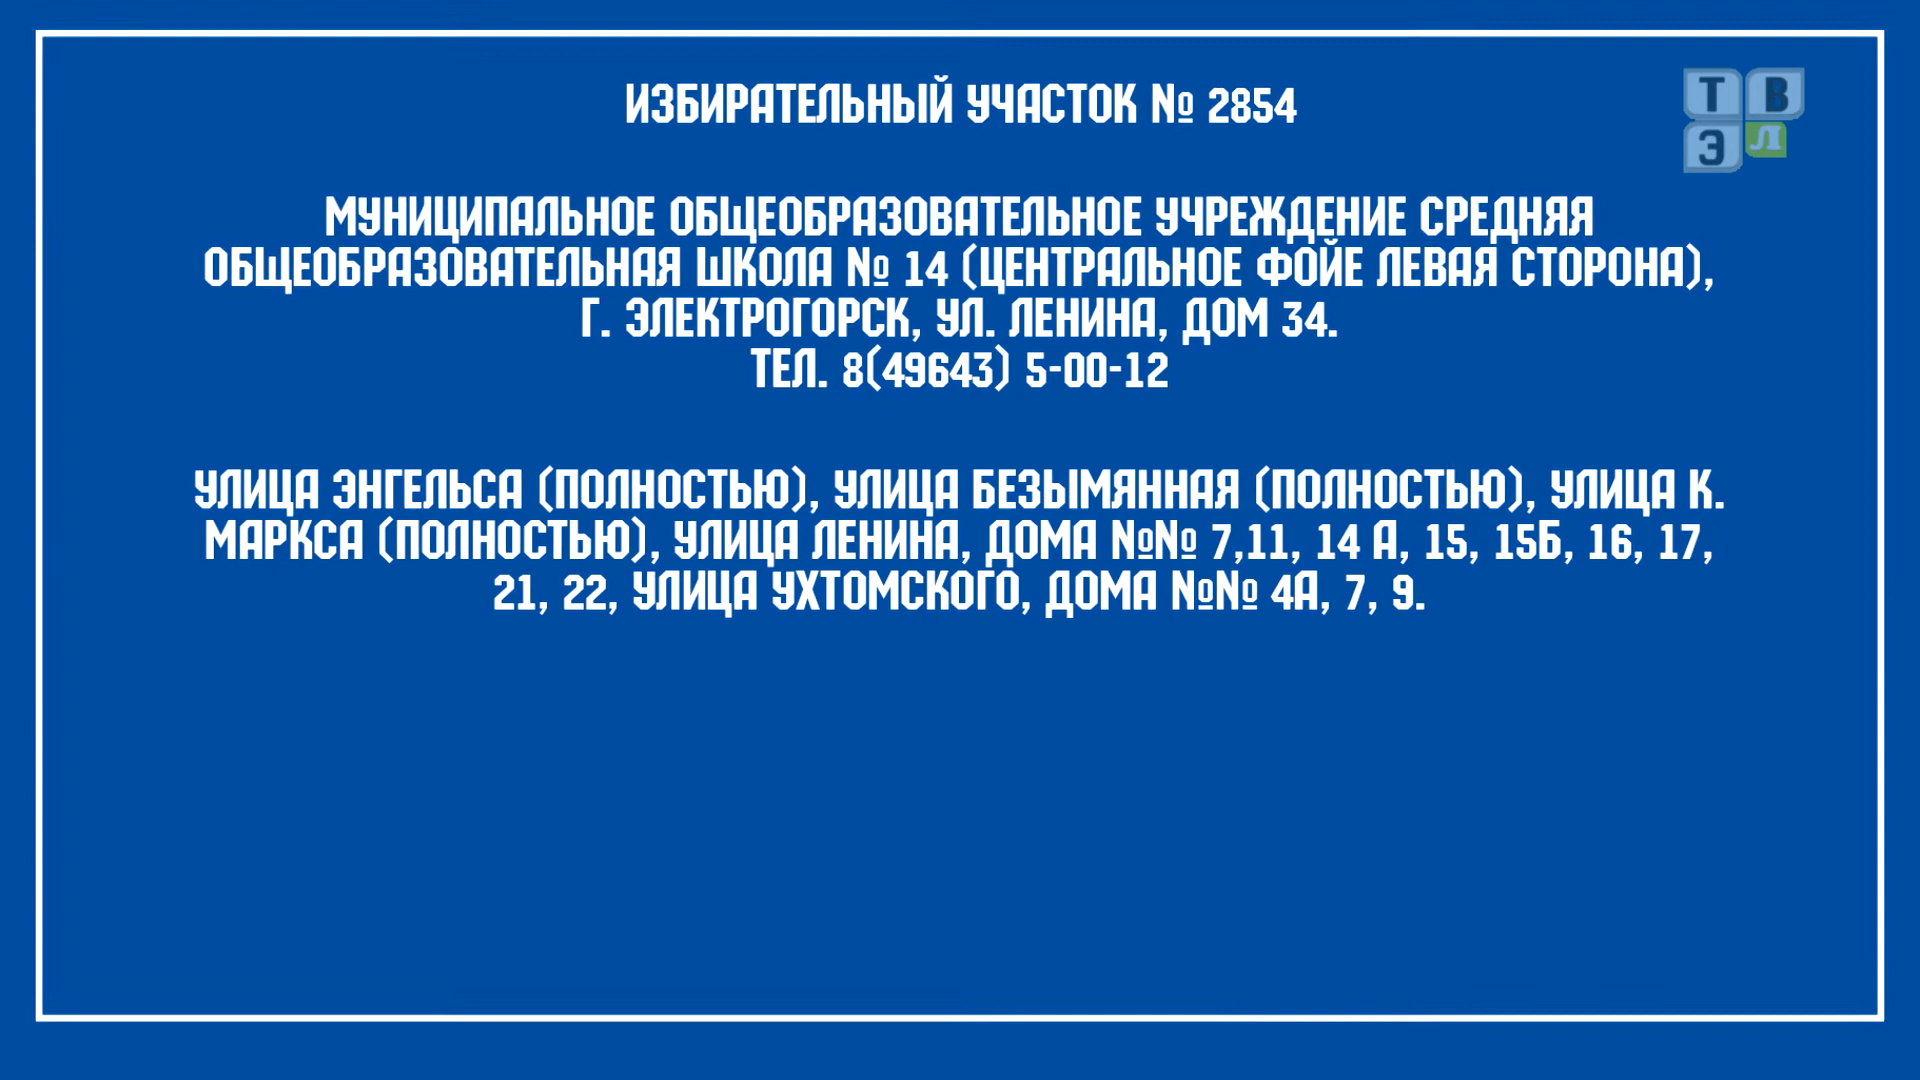 ИЗБИРАТЕЛЬНЫЙ УЧАСТОК № 2854
Т В
Э Л
МУНИЦИПАЛЬНОЕ ОБЩЕОБРАЗОВАТЕЛЬНОЕ УЧРЕЖДЕНИЕ СРЕДНЯЯ
ОБЩЕОБРАЗОВАТЕЛЬНАЯ ШКОЛА № 14 (ЦЕНТРАЛЬНОЕ ФОЙЕ ЛЕВАЯ СТОРОНА),
Г. ЭЛЕКТРОГОРСК, УЛ. ЛЕНИНА, ДОМ 34.
ТЕЛ. 8(49643) 5-00-12
УЛИЦА ЭНГЕЛЬСА (ПОЛНОСТЬЮ), УЛИЦА БЕЗЫМЯННАЯ (ПОЛНОСТЬЮ), УЛИЦА К.
МАРКСА (ПОЛНОСТЬЮ), УЛИЦА ЛЕНИНА, ДОМА №№ 7,11, 14 А, 15, 15Б, 16, 17,
21, 22, УЛИЦА УХТОМСКОГО, ДОМА №№ 4А, 7, 9.